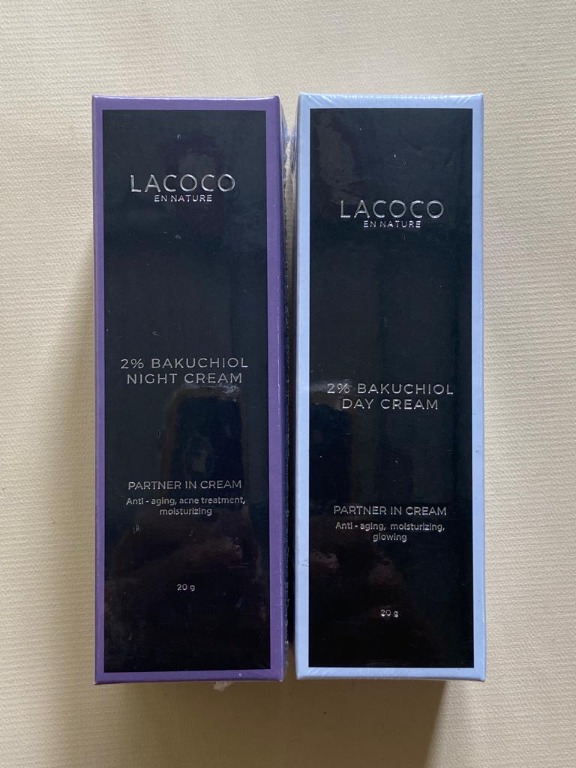 LACOCO
EN NATURE
2% BAKUCHIOL
NIGHT CREAM
PARTNER IN CREAM
Anti - aging, acne treatment,
moisturizing
20 g
LACOCO
EN NATURE
2% BAKUCHIOL
DAY CREAM
PARTNER IN CREAM
Anti - aging, moisturizing,
glowing
20 g